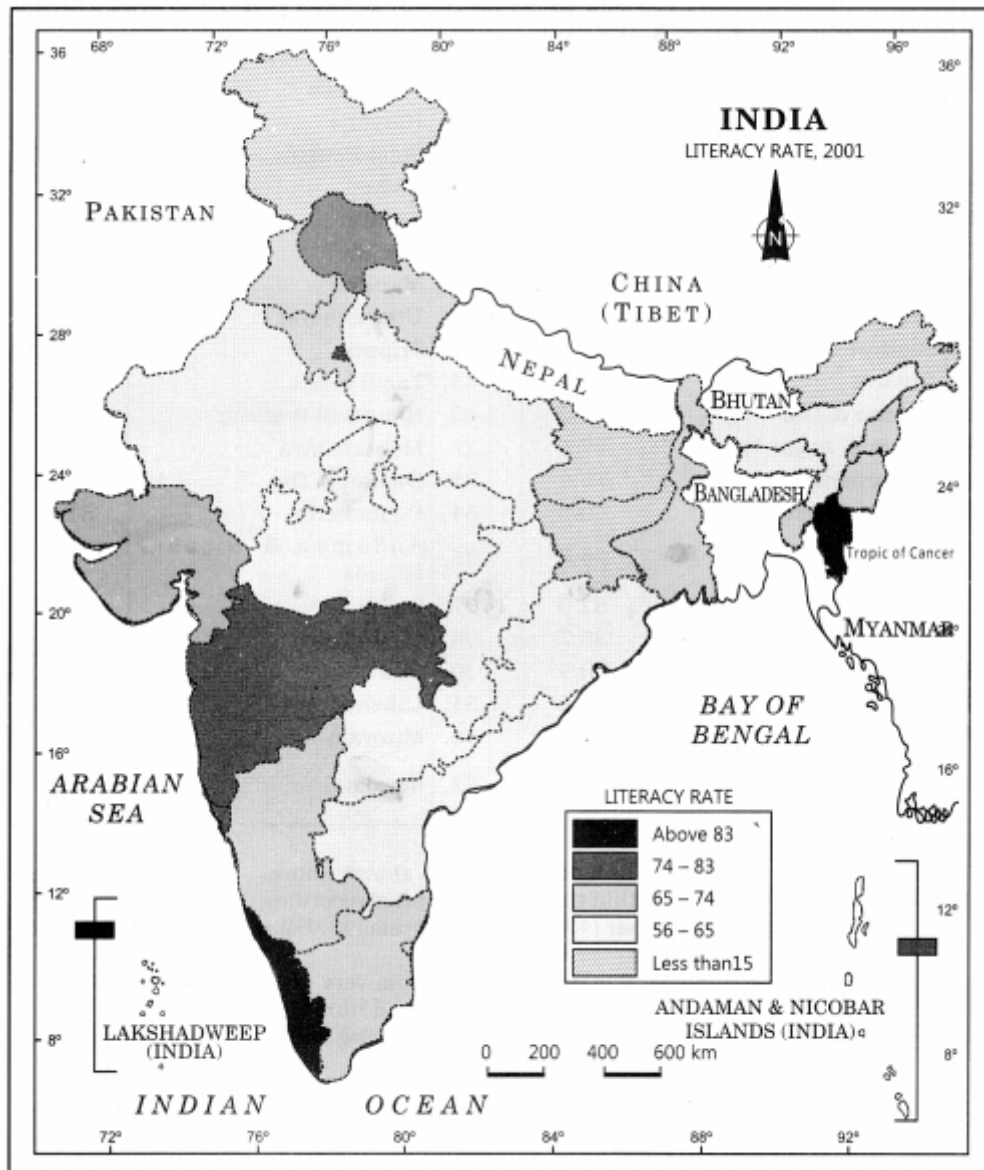 68° 72° 76° 80° 84° 88° 92° 96°
36
36°
INDIA
LITERACY RATE, 2001
N
32°
32°
PAKISTAN
CHINA
(TIBET)
28°
28°
NEPAL
BHUTAN
24°
24°
BANGLADESH
Tropic of Cancer
20°
MYANMAR
BAY OF
BENGAL
16°
16°
ARABIAN
SEA
LITERACY RATE
Above 83
74 – 83
65 – 74
56 – 65
Less than15
12°
12°
LAKSHADWEEP
(INDIA)
ANDAMAN & NICOBAR
ISLANDS (INDIA)
8°
8°
0 200 400 600 km
INDIAN OCEAN
72° 76° 80° 84° 88° 92°